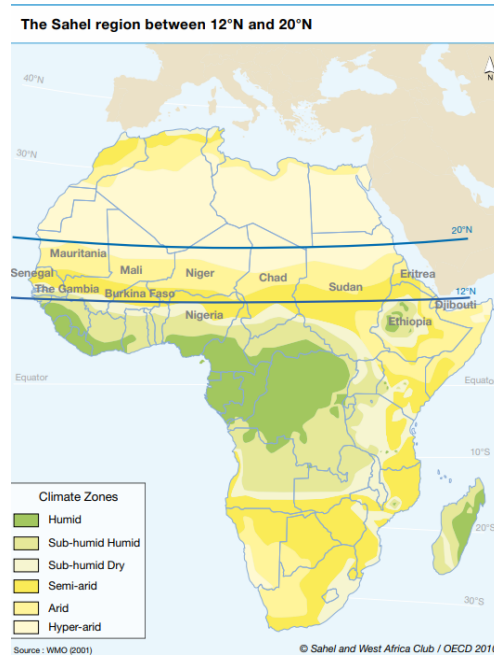 The Sahel region between 12°N and 20°N
N
40°N
30°N
20°N
Mauritania
Mali
Niger
Chad
Eritrea
Senegal
Sudan
The Gambia
Burkina Faso
12°N
Djibouti
Nigeria
Ethiopia
Equator
Equato
10°S
Climate Zones
Humid
Sub-humid Humid
20°S
Sub-humid Dry
Semi-arid
Arid
30°S
Hyper-arid
Source : WMO (2001)
© Sahel and West Africa Club / OECD 2010